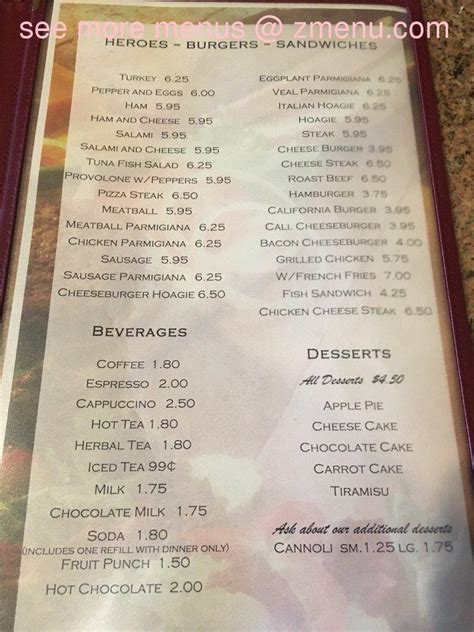 see more menus @ zmenu.com
Heroes ~ Burgers ~ Sandwiches
Turkey 6.25
Pepper and Eggs 6.00
Ham 5.95
Ham and Cheese 5.95
Salami 5.95
Salami and Cheese 5.95
Tuna Fish Salad 6.25
Provolone w/Peppers 5.95
Pizza Steak 6.50
Meatball 5.95
Meatball Parmigiana 6.25
Chicken Parmigiana 6.25
Sausage 5.95
Sausage Parmigiana 6.25
Cheeseburger Hoagie 6.50
Eggplant Parmigiana 6.25
Veal Parmigiana 6.25
Italian Hoagie 6.25
Hoagie 5.95
Steak 5.95
Cheese Burger 3.95
Cheese Steak 6.50
Roast Beef 6.50
Hamburger 3.75
California Burger 3.95
Cali. Cheeseburger 3.95
Bacon Cheeseburger 4.00
Grilled Chicken 5.75
w/French Fries 7.00
Fish Sandwich 4.25
Chicken Cheese Steak 6.50
Beverages
Coffee 1.80
Espresso 2.00
Cappuccino 2.50
Hot Tea 1.80
Herbal Tea 1.80
Iced Tea 99¢
Milk 1.75
Chocolate Milk 1.75
Soda 1.80
(includes one refill with dinner only)
Fruit Punch 1.50
Hot Chocolate 2.00
Desserts
All Desserts $4.50
Apple Pie
Cheese Cake
Chocolate Cake
Carrot Cake
Tiramisu
Ask about our additional desserts
Cannoli sm.1.25 lg. 1.75